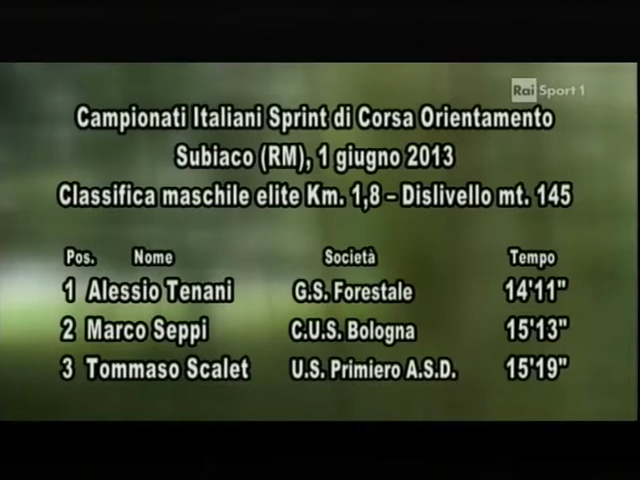 Rai Sport 1
Campionati Italiani Sprint di Corsa Orientamento
Subiaco (RM), 1 giugno 2013
Classifica maschile elite Km. 1,8 – Dislivello mt. 145
Pos. Nome Società Tempo
1 Alessio Tenani G.S. Forestale 14'11"
2 Marco Seppi C.U.S. Bologna 15'13"
3 Tommaso Scalet U.S. Primiero A.S.D. 15'19"